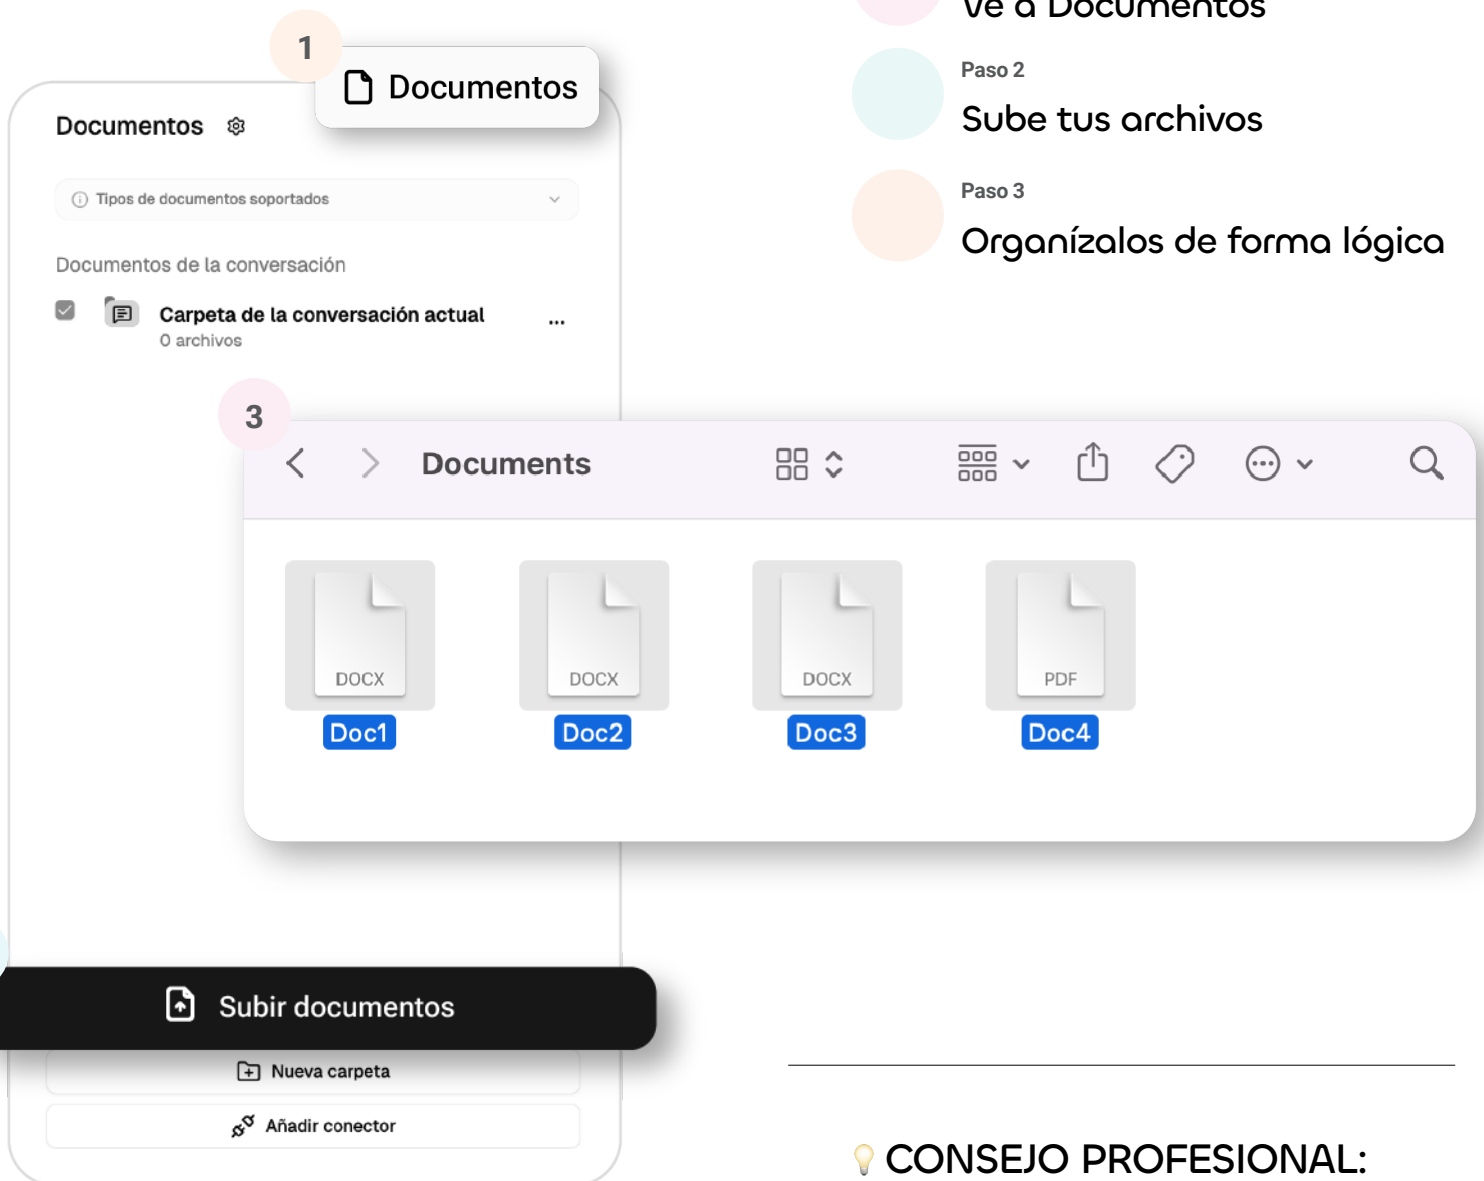 1
Documentos
Documentos
Tipos de documentos soportados
Documentos de la conversación
Carpeta de la conversación actual
...
0 archivos
Ve a Documentos
Paso 2
Sube tus archivos
Paso 3
Organízalos de forma lógica
3
Documents
DOCX
DOCX
DOCX
PDF
Doc1
Doc2
Doc3
Doc4
Subir documentos
Nueva carpeta
Añadir conector
CONSEJO PROFESIONAL: